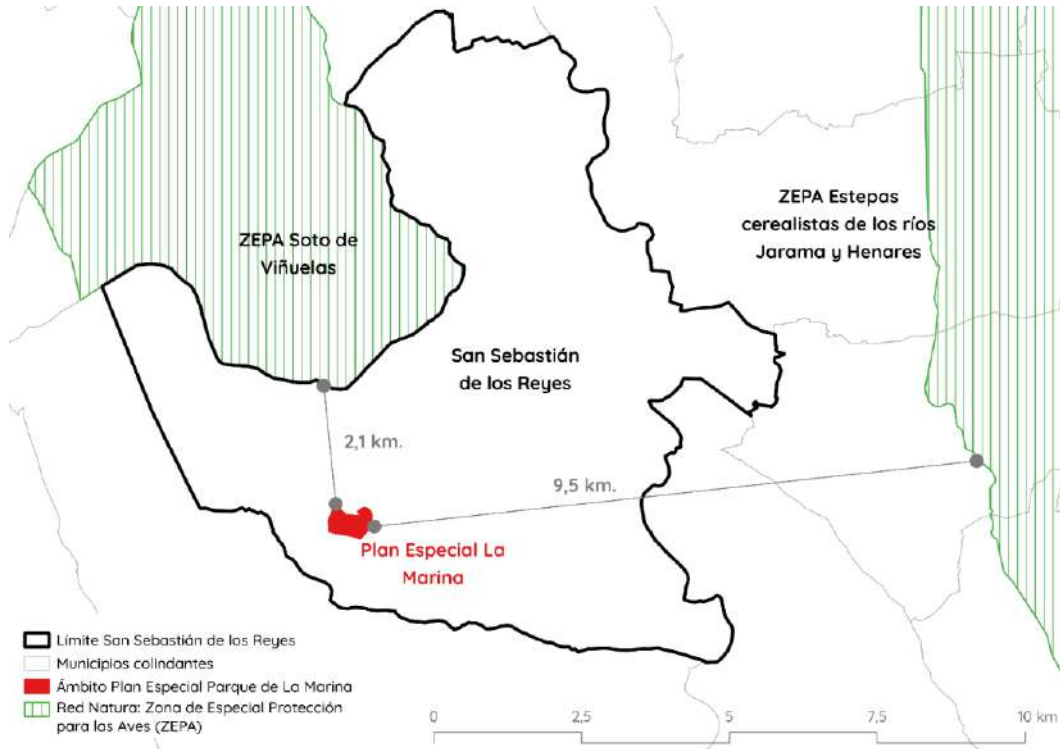 ZEPA Soto de
Viñuelas
ZEPA Estepas
cerealistas de los ríos
Jarama y Henares
San Sebastián
de los Reyes
2,1 km.
9,5 km.
Plan Especial La
Marina
Límite San Sebastián de los Reyes
Municipios colindantes
Ámbito Plan Especial Parque de La Marina
Red Natura: Zona de Especial Protección
para las Aves (ZEPA)
0 2,5 5 7,5 10 km